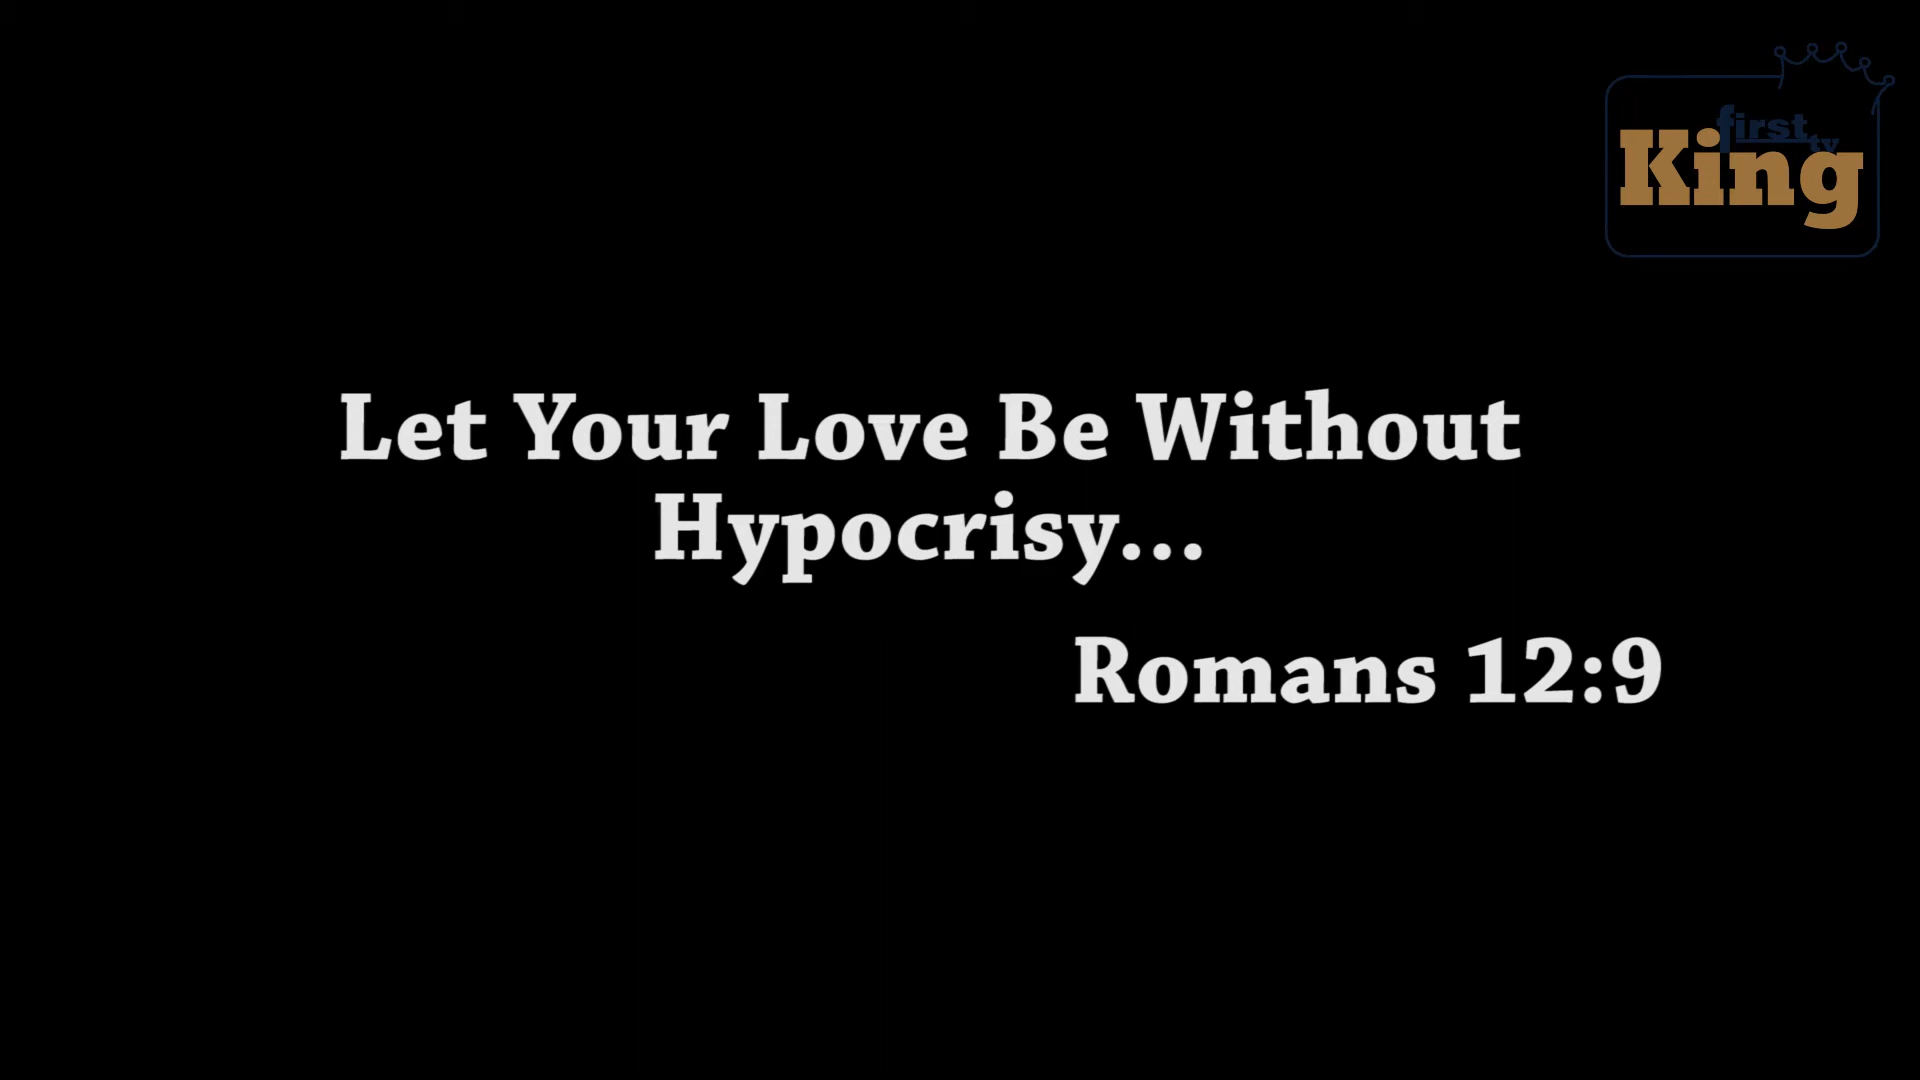 first tv
King
Let Your Love Be Without
Hypocrisy...
Romans 12:9